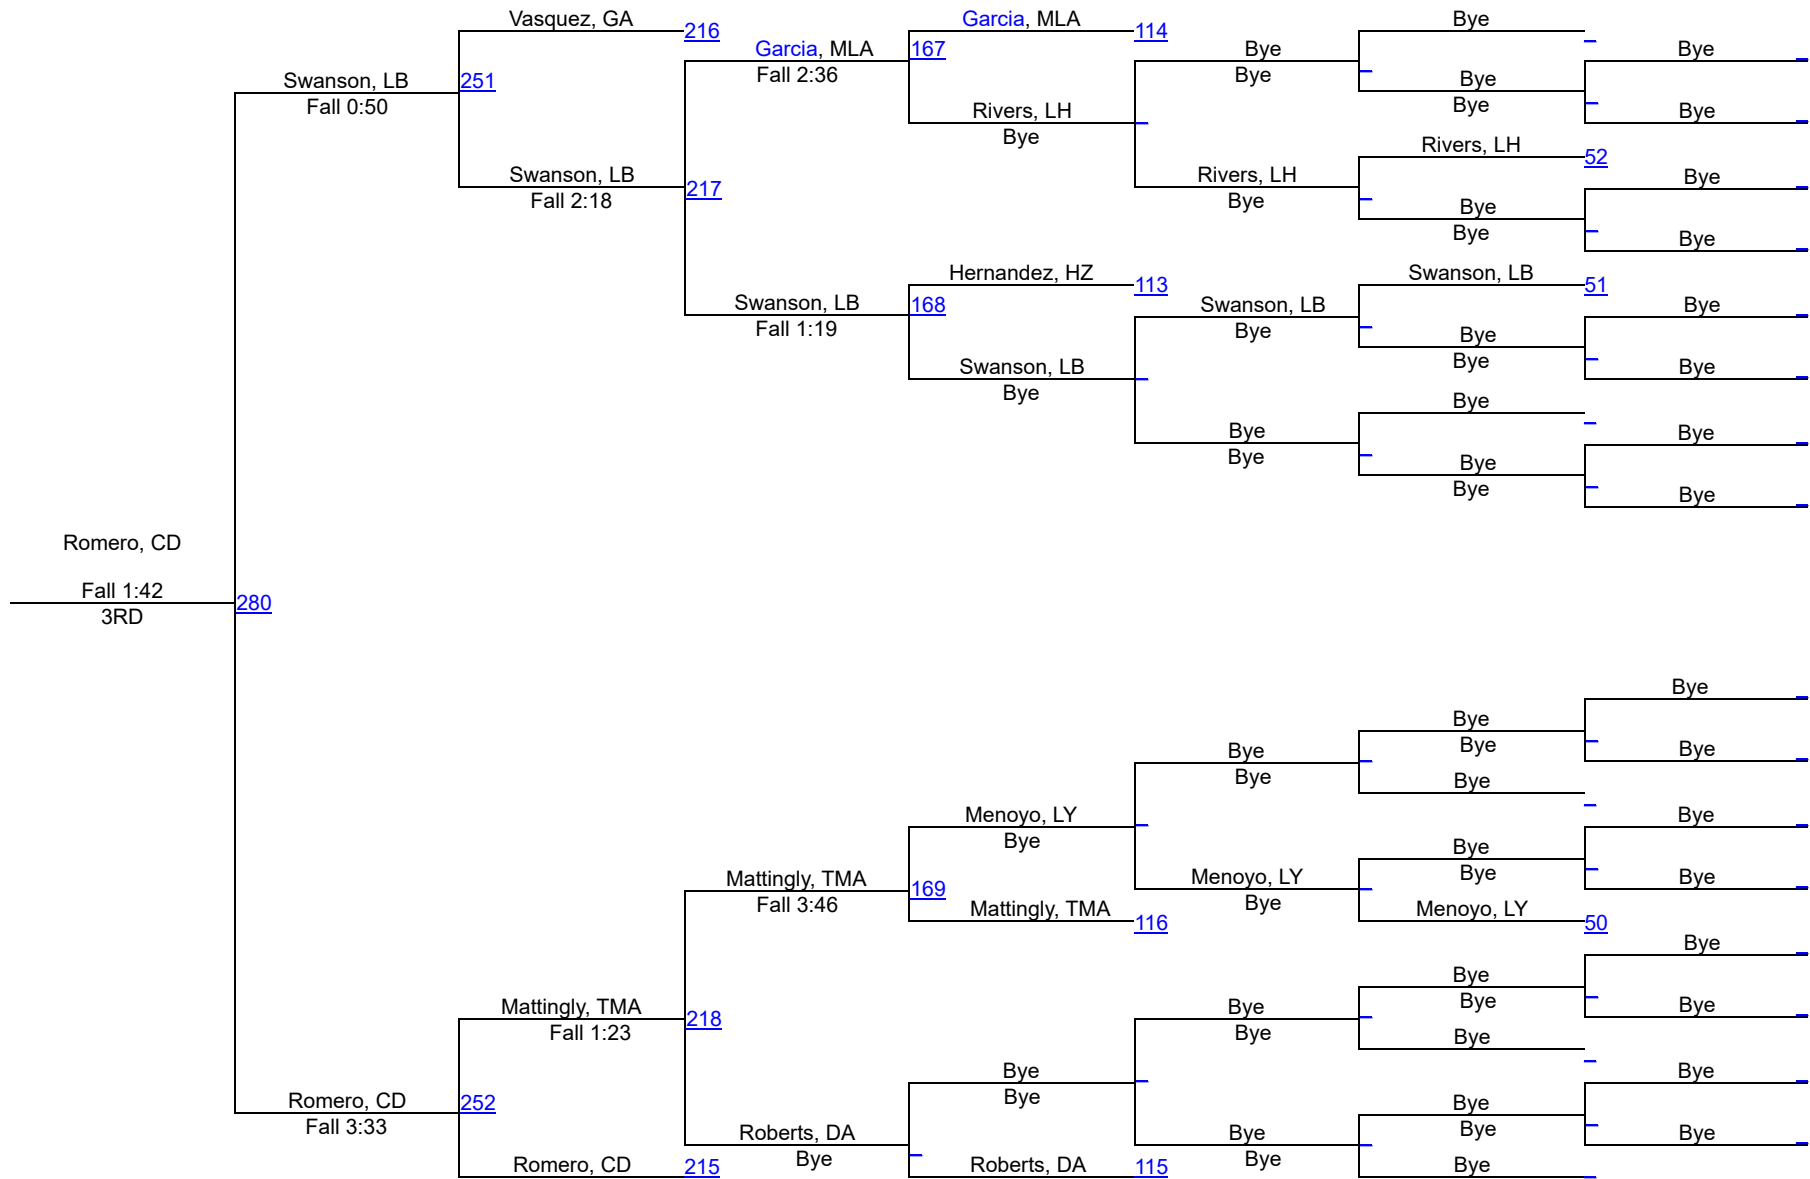 Vasquez, GA
216
Garcia, MLA
Fall 2:36
167
Garcia, MLA
114
Bye
Bye
Bye
Bye
Bye
Bye
Bye
Swanson, LB
Fall 0:50
251
Rivers, LH
Bye
Rivers, LH
52
Bye
Swanson, LB
Fall 2:18
217
Rivers, LH
Bye
Bye
Bye
Bye
Hernandez, HZ
113
Swanson, LB
51
Swanson, LB
Fall 1:19
168
Swanson, LB
Bye
Bye
Bye
Bye
Bye
Swanson, LB
Bye
Bye
Bye
Bye
Bye
Bye
Bye
Bye
Romero, CD
Fall 1:42
3RD
280
Bye
Bye
Bye
Bye
Bye
Bye
Bye
Menoyo, LY
Bye
Bye
Mattingly, TMA
Fall 3:46
169
Menoyo, LY
Bye
Bye
Bye
Bye
Mattingly, TMA
116
Menoyo, LY
50
Bye
Mattingly, TMA
Fall 1:23
218
Bye
Bye
Bye
Bye
Bye
Bye
Bye
Bye
Bye
Romero, CD
Fall 3:33
252
Roberts, DA
Bye
Bye
Bye
Bye
Bye
Bye
Romero, CD
215
Roberts, DA
115
Bye